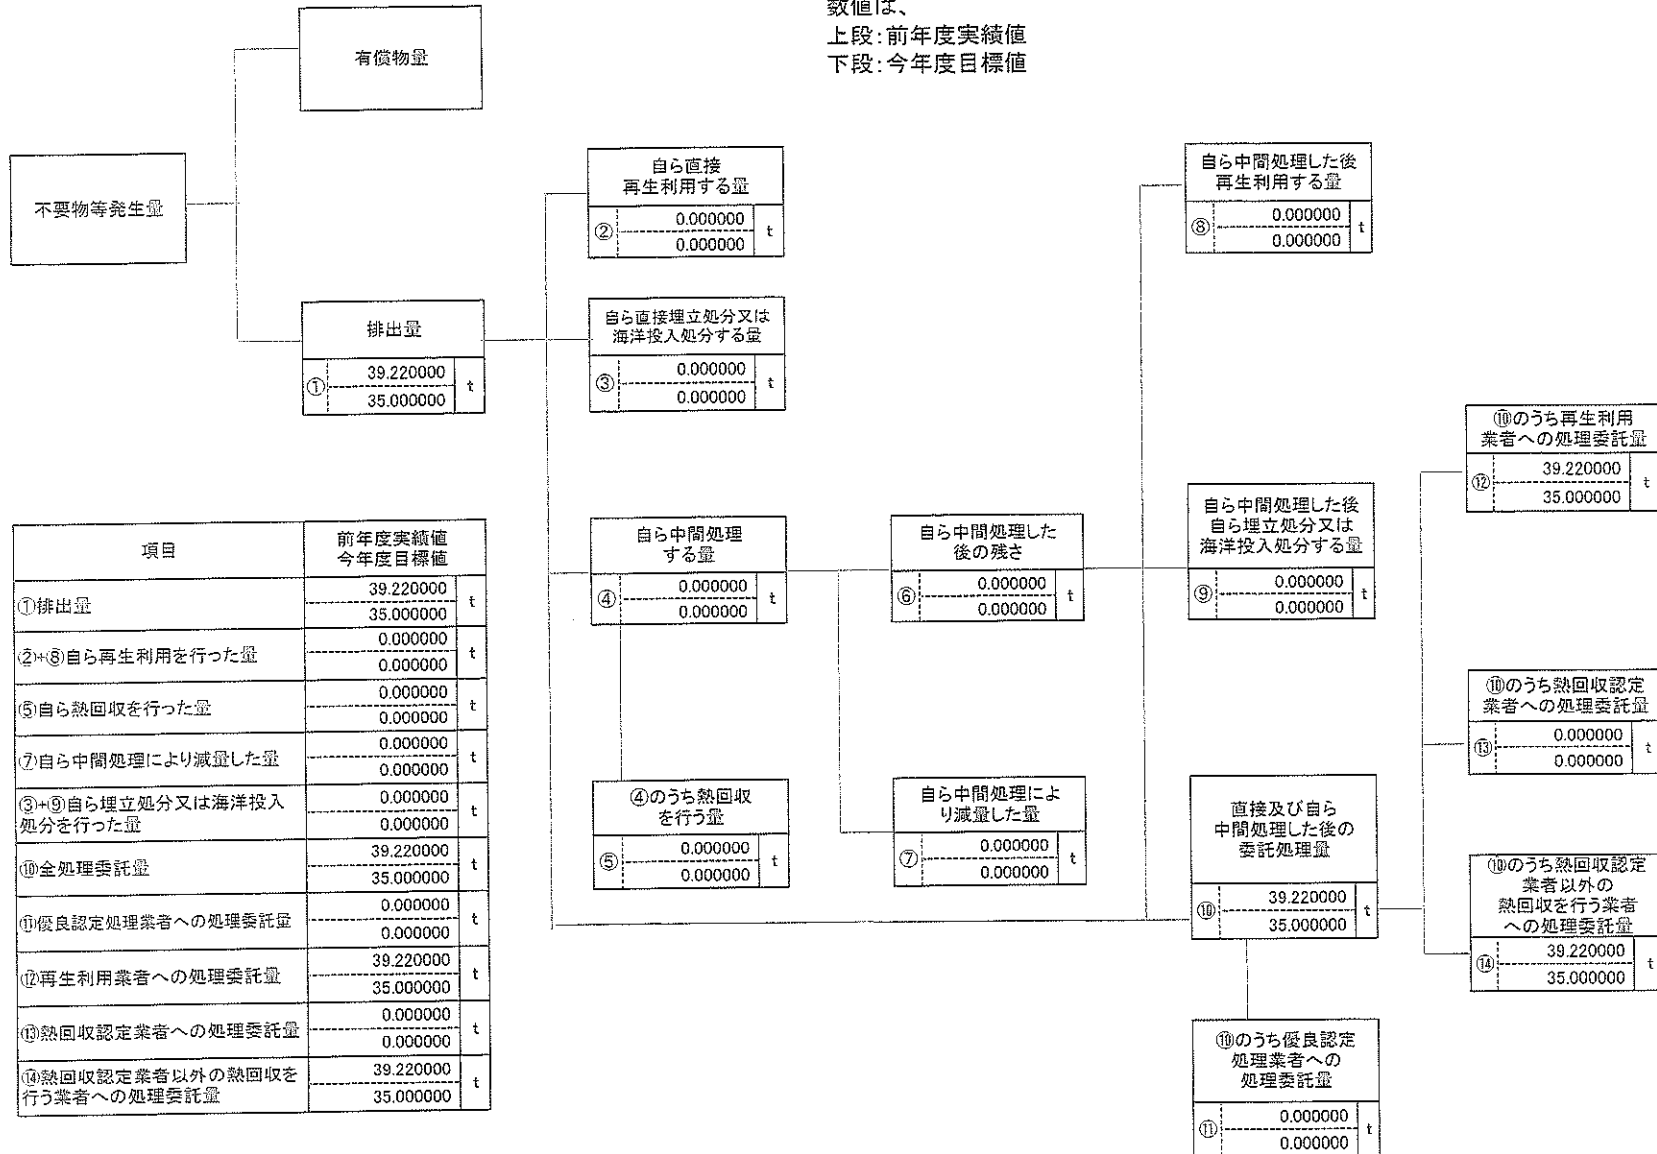 数値は、
上段:前年度実績値
下段:今年度目標値
有償物量
不要物等発生量
排出量
① 39.220000 t
35.000000
自ら直接
再生利用する量
② 0.000000 t
0.000000
自ら直接埋立処分又は
海洋投入処分する量
③ 0.000000 t
0.000000
自ら中間処理
する量
④ 0.000000 t
0.000000
④のうち熱回収
を行う量
⑤ 0.000000 t
0.000000
自ら中間処理した
後の残さ
⑥ 0.000000 t
0.000000
自ら中間処理によ
り減量した量
⑦ 0.000000 t
0.000000
自ら中間処理した後
再生利用する量
⑧ 0.000000 t
0.000000
自ら中間処理した後
自ら埋立処分又は
海洋投入処分する量
⑨ 0.000000 t
0.000000
直接及び自ら
中間処理した後の
委託処理量
⑩ 39.220000 t
35.000000
⑩のうち優良認定
処理業者への
処理委託量
⑪ 0.000000 t
0.000000
⑩のうち再生利用
業者への処理委託量
⑫ 39.220000 t
35.000000
⑩のうち熱回収認定
業者への処理委託量
⑬ 0.000000 t
0.000000
⑩のうち熱回収認定
業者以外の
熱回収を行う業者
への処理委託量
⑭ 39.220000 t
35.000000
項目
前年度実績値
今年度目標値
①排出量 39.220000 t
35.000000
②+⑧自ら再生利用を行った量 0.000000 t
0.000000
⑤自ら熱回収を行った量 0.000000 t
0.000000
⑦自ら中間処理により減量した量 0.000000 t
0.000000
③+⑨自ら埋立処分又は海洋投入
処分を行った量 0.000000 t
0.000000
⑩全処理委託量 39.220000 t
35.000000
⑪優良認定処理業者への処理委託量 0.000000 t
0.000000
⑫再生利用業者への処理委託量 39.220000 t
35.000000
⑬熱回収認定業者への処理委託量 0.000000 t
0.000000
⑭熱回収認定業者以外の熱回収を
行う業者への処理委託量 39.220000 t
35.000000